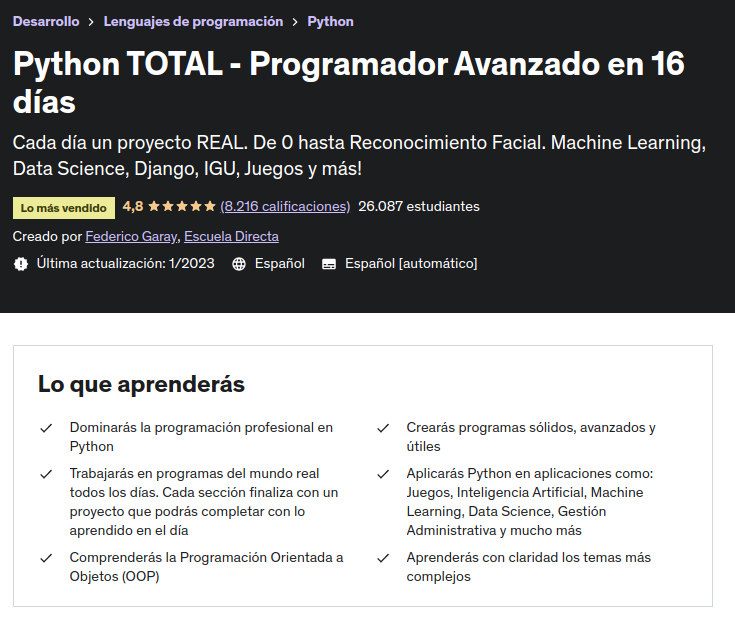 Desarrollo > Lenguajes de programación > Python
Python TOTAL - Programador Avanzado en 16
días
Cada día un proyecto REAL. De 0 hasta Reconocimiento Facial. Machine Learning,
Data Science, Django, IGU, Juegos y más!
Lo más vendido 4,8 (8.216 calificaciones) 26.087 estudiantes
Creado por Federico Garay, Escuela Directa
Última actualización: 1/2023 Español Español [automático]
Lo que aprenderás
Dominarás la programación profesional en
Python
Trabajarás en programas del mundo real
todos los días. Cada sección finaliza con un
proyecto que podrás completar con lo
aprendido en el día
Comprenderás la Programación Orientada a
Objetos (OOP)
Crearás programas sólidos, avanzados y
útiles
Aplicarás Python en aplicaciones como:
Juegos, Inteligencia Artificial, Machine
Learning, Data Science, Gestión
Administrativa y mucho más
Aprenderás con claridad los temas más
complejos